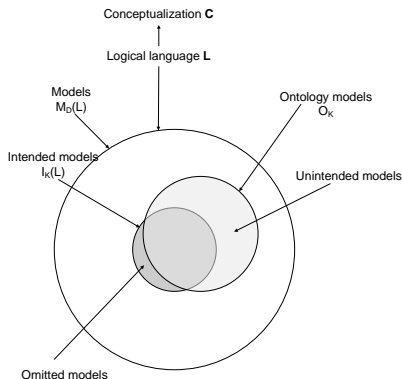 Conceptualization C
Logical language L
Models
M_D(L)
Ontology models
O_K
Intended models
I_K(L)
Unintended models
Omitted models